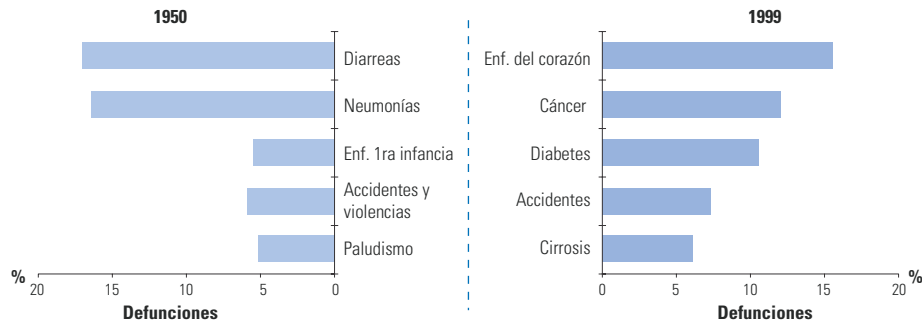 1950
Diarreas
Neumonías
Enf. 1ra infancia
Accidentes y
violencias
Paludismo
%
20 15 10 5 0
Defunciones
1999
Enf. del corazón
Cáncer
Diabetes
Accidentes
Cirrosis
0 5 10 15 20
%
Defunciones